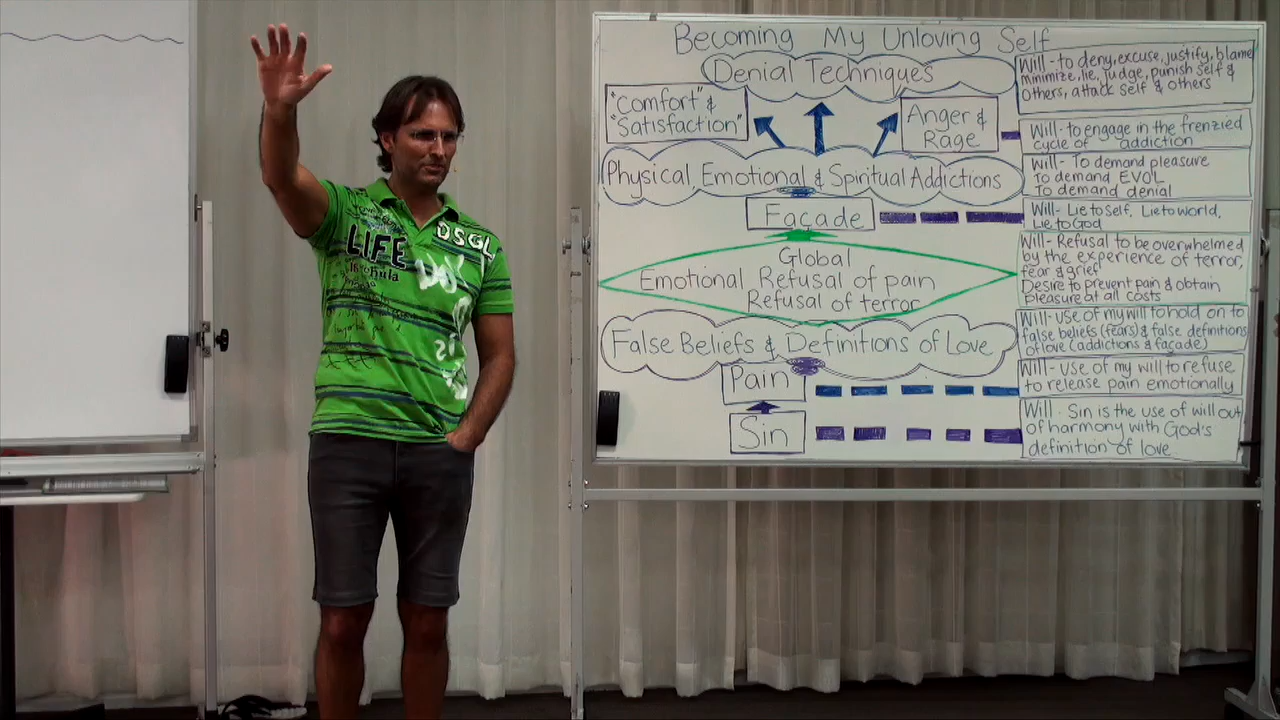 Becoming My Unloving Self
Denial Techniques
"Comfort" &
"Satisfaction"
Anger &
Rage
Physical Emotional & Spiritual Addictions
Façade
Global
Emotional Refusal of pain
Refusal of terror
False Beliefs & Definitions of Love
Pain
Sin
Will - to deny, excuse, justify, blame
minimize, lie, judge, punish self &
others, attack self & others
Will - to engage in the frenzied
cycle of addiction
Will - To demand pleasure
To demand EVOL
To demand denial
Will - Lie to Self, Lie to world,
Lie to God
Will - Refusal to be overwhelmed
by the experience of terror,
fear & grief
Desire to prevent pain & obtain
pleasure at all costs
Will - use of my will to hold on to
false beliefs (fears) & false definitions
of love (addictions & façade)
Will - use of my will to refuse
to release pain emotionally
Will - Sin is the use of will out
of harmony with God's
definition of love
LIFE
DSGL
is